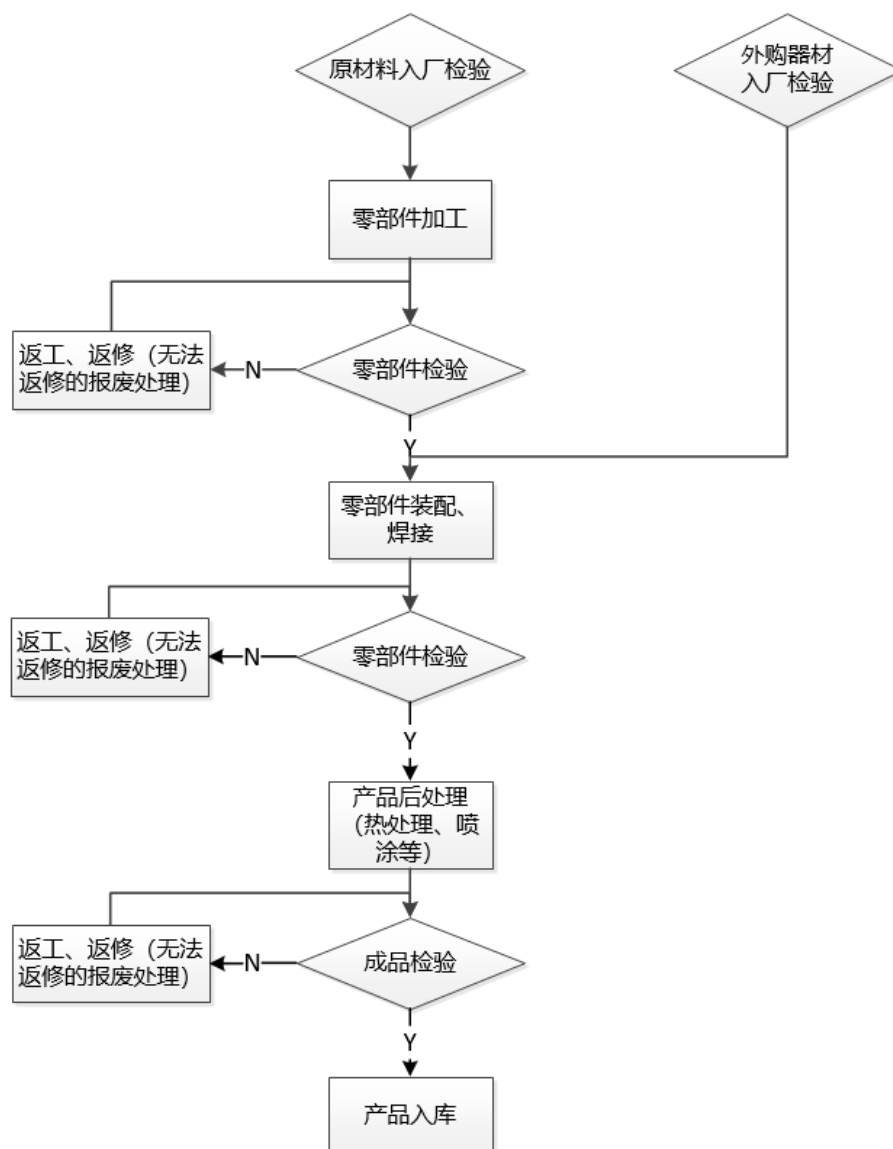 原材料入厂检验
外购器材
入厂检验
零部件加工
返工、返修（无法
返修的报废处理）
N
零部件检验
Y
零部件装配、
焊接
返工、返修（无法
返修的报废处理）
N
零部件检验
Y
产品后处理
（热处理、喷
涂等）
返工、返修（无法
返修的报废处理）
N
成品检验
Y
产品入库